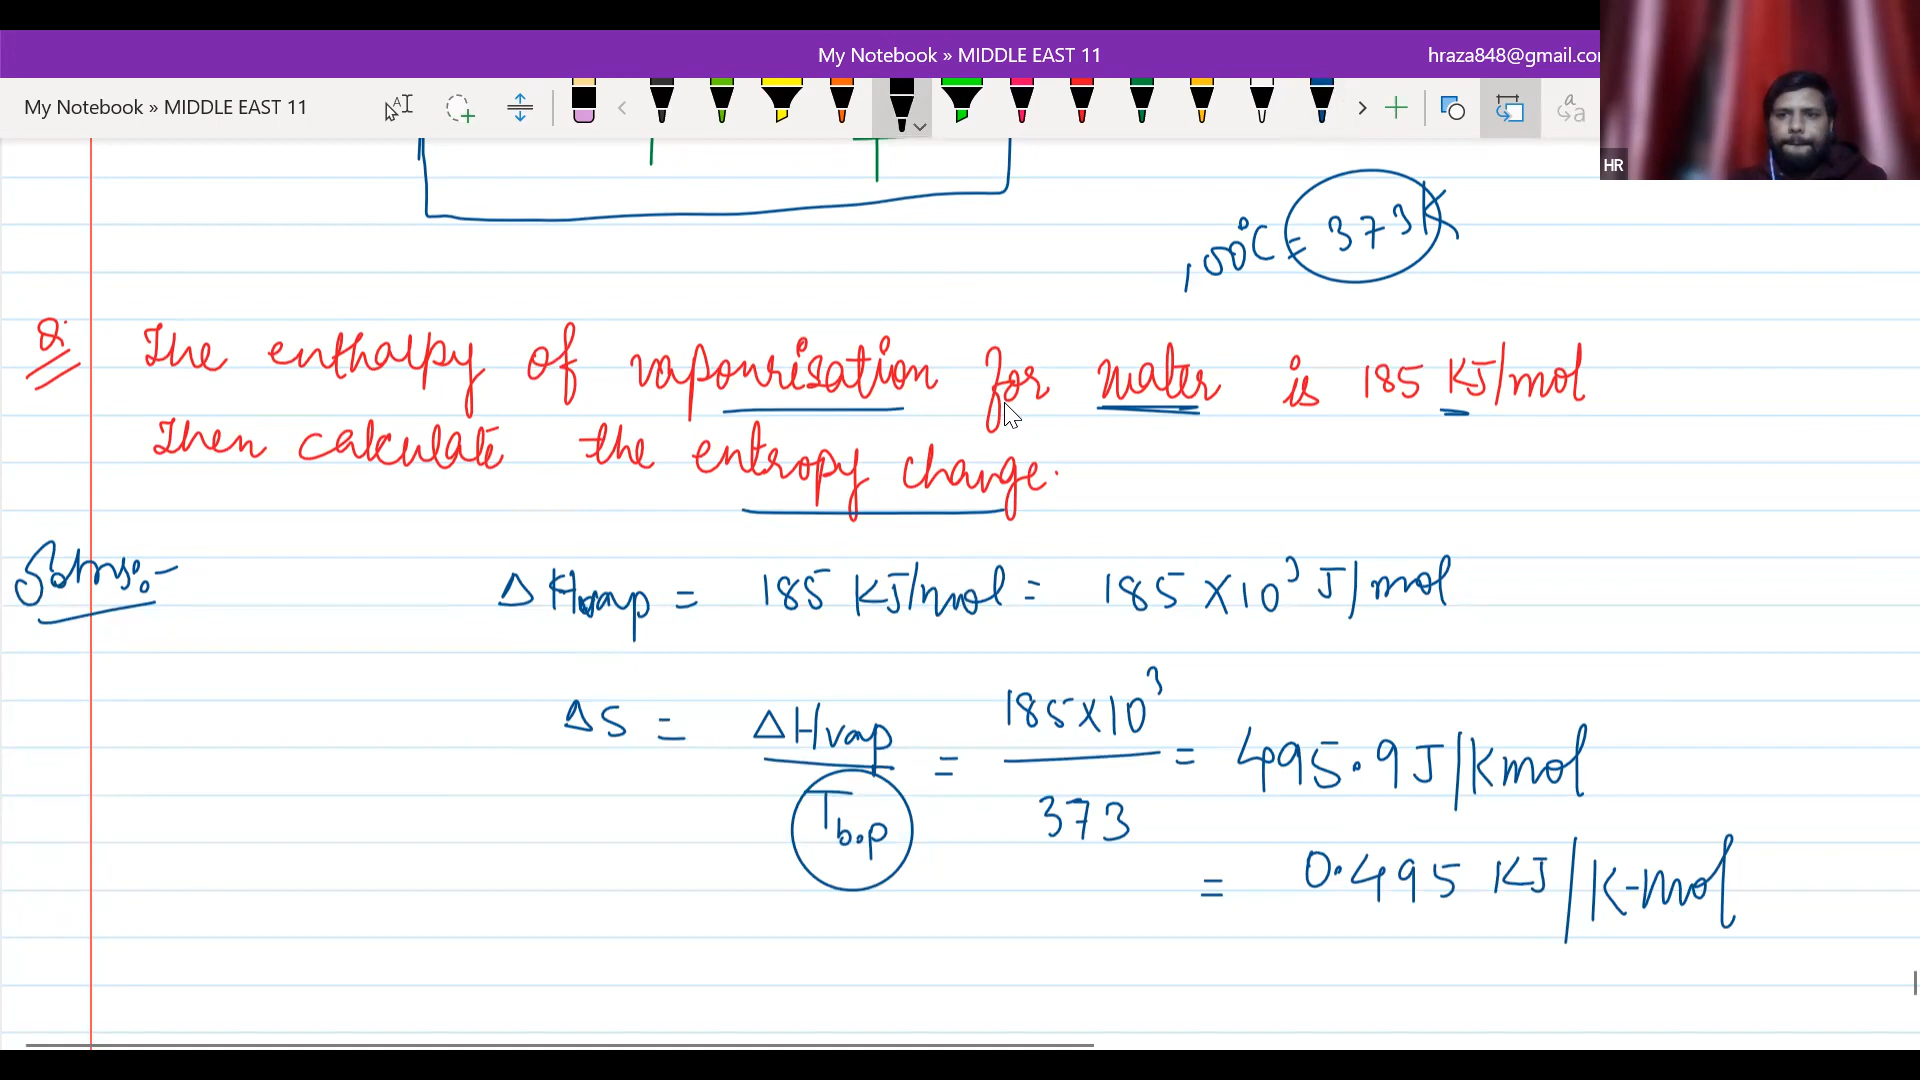 My Notebook » MIDDLE EAST 11
hraza848@gmail.co
My Notebook » MIDDLE EAST 11
HR
100°C = 373K
Q: The enthalpy of vapourisation for water is 185 KJ/mol
Then calculate the entropy change.
Solns:-
ΔHvap = 185 KJ/mol = 185 × 10³ J/mol
ΔS = ΔHvap / Tb.p = 185×10³ / 373 = 495.9 J/Kmol
= 0.495 KJ/K-mol